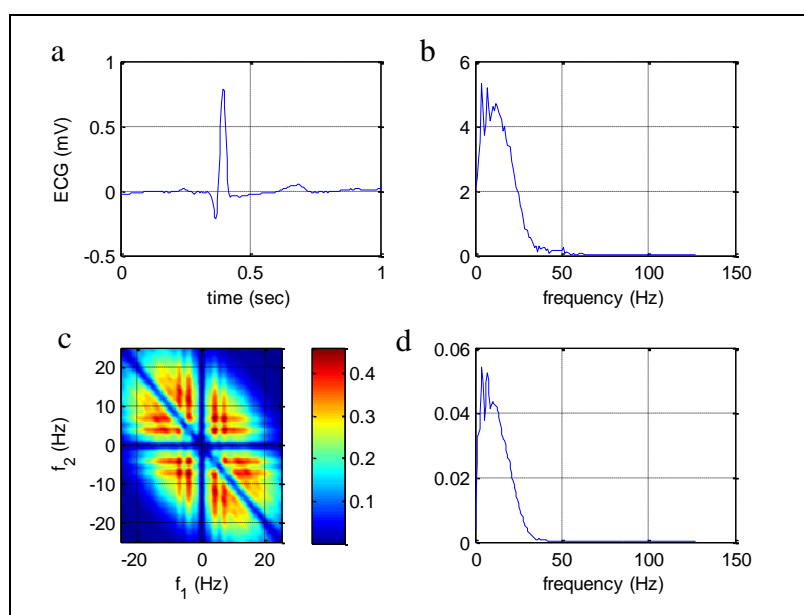 a
1
0.5
0
-0.5
ECG (mV)
0 0.5 1
time (sec)
b
6
4
2
0
0 50 100 150
frequency (Hz)
c
20
10
0
-10
-20
f2 (Hz)
-20 0 20
f1 (Hz)
0.4
0.3
0.2
0.1
d
0.06
0.04
0.02
0
0 50 100 150
frequency (Hz)